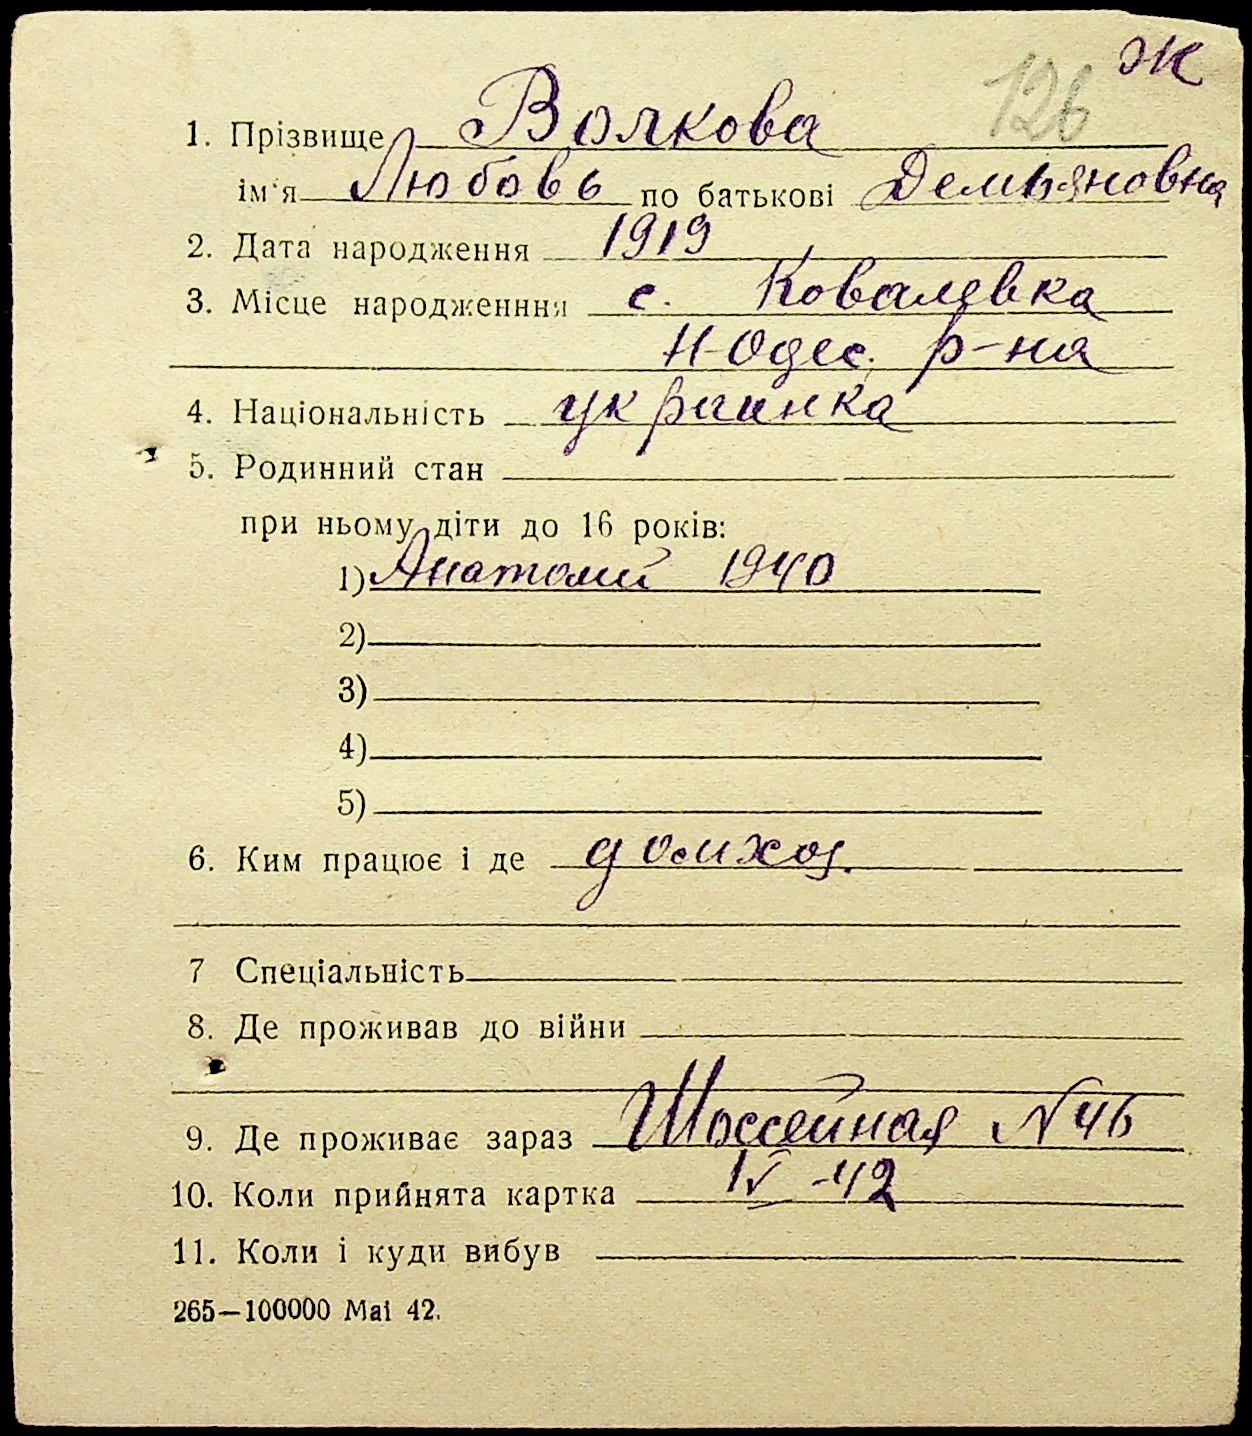 ж
126
1. Прізвище Волкова
ім'я Любовь по батькові Демьяновна
2. Дата народження 1919
3. Місце народженння с. Ковалевка
Н-Одес. р-на
4. Національність украинка
5. Родинний стан
при ньому діти до 16 років:
1) Анатолий 1940
2)
3)
4)
5)
6. Ким працює і де домхоз.
7 Спеціальність
8. Де проживав до війни
9. Де проживає зараз Шоссейная N 46
10. Коли прийнята картка IV-42
11. Коли і куди вибув
265—100000 Mai 42.